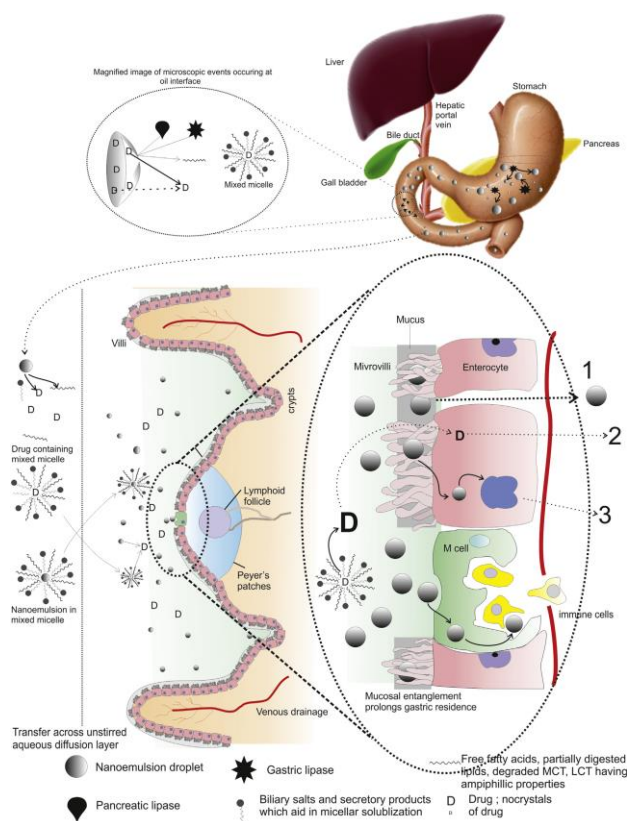 Magnified image of microscopic events occuring at
oil interface
D
D
D
D
D
D
D
Mixed micelle
Liver
Stomach
Hepatic
portal
vein
Bile duct
Pancreas
Gall bladder
Villi
crypts
D
D
D
D
Drug containing
mixed micelle
D
Nanoemulsion in
mixed micelle
D
D
D
D
D
D
D
D
D
Lymphoid
follicle
Peyer's
patches
Venous drainage
Mucus
Mivrovilli
Enterocyte
1
D
2
3
D
D
M cell
immune cells
Mucosal entanglement
prolongs gastric residence
Transfer across unstirred
aqueous diffusion layer
Nanoemulsion droplet
Gastric lipase
Free fatty acids, partially digested
lipids, degraded MCT, LCT having
ampiphillic properties
Pancreatic lipase
Biliary salts and secretory products
which aid in micellar solublization
D Drug ; nocrystals
D of drug